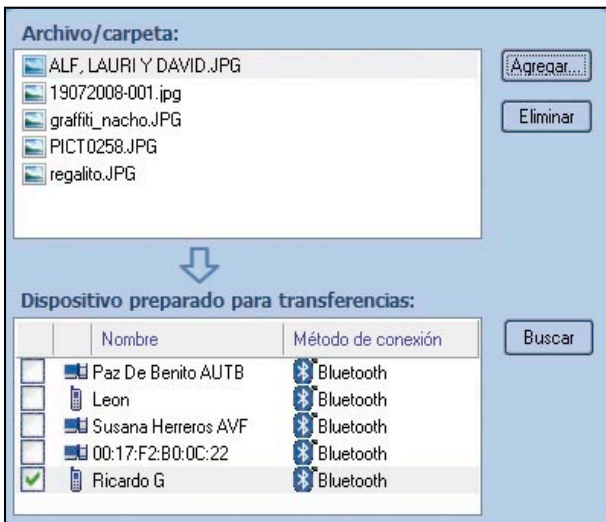 Archivo/carpeta:
ALF, LAURI Y DAVID.JPG
Agregar...
19072008-001.jpg
graffiti_nacho.JPG
Eliminar
PICT0258.JPG
regalito.JPG
Dispositivo preparado para transferencias:
Nombre Método de conexión
Buscar
Paz De Benito AUTB Bluetooth
Leon Bluetooth
Susana Herreros AVF Bluetooth
00:17:F2:B0:0C:22 Bluetooth
Ricardo G Bluetooth